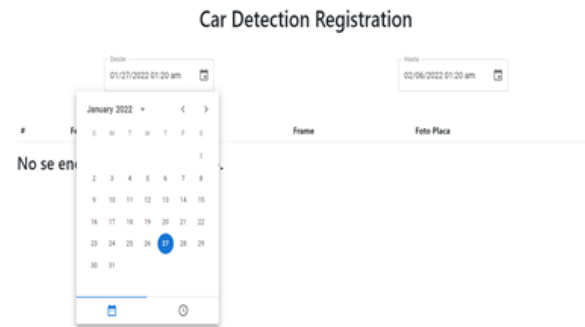 Car Detection Registration
Desde
01/27/2022 01:20 am
Hasta
02/06/2022 01:20 am
January 2022
S M T W T F S
1
2 3 4 5 6 7 8
9 10 11 12 13 14 15
16 17 18 19 20 21 22
23 24 25 26 27 28 29
30 31
# Frame Foto Placa
No se en